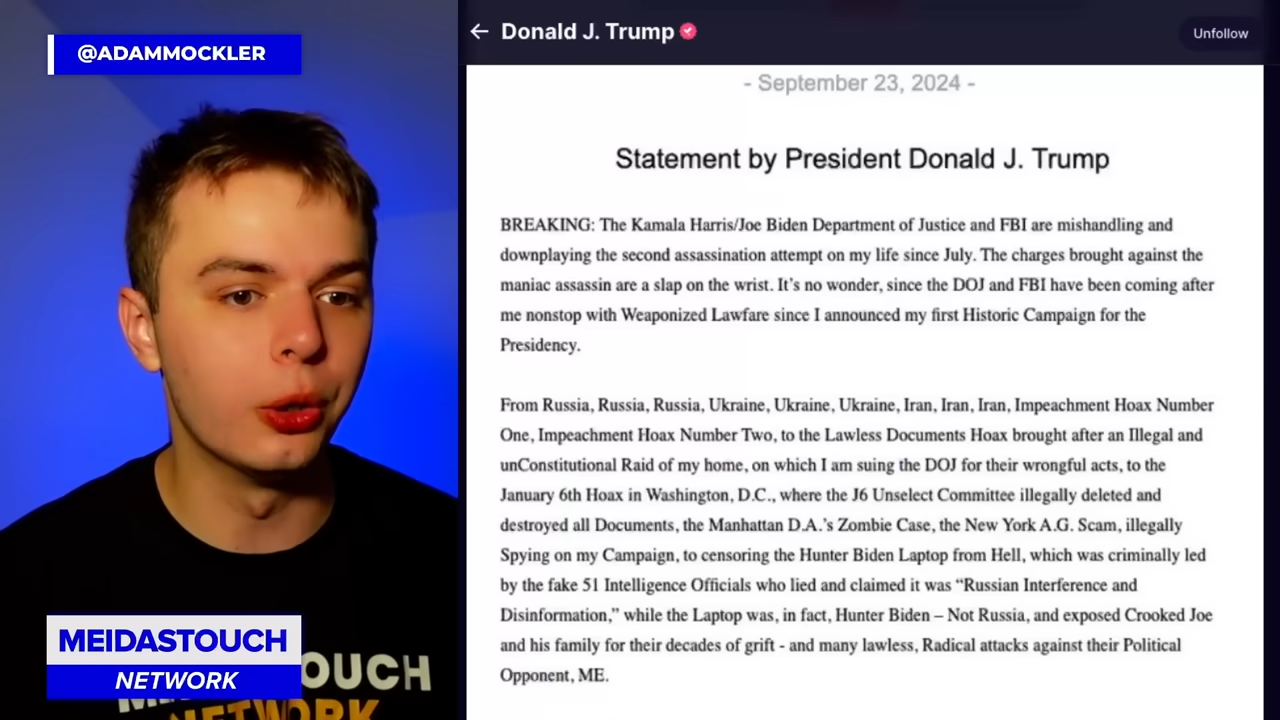 @ADAMMOCKLER
Donald J. Trump
Unfollow
- September 23, 2024 -
Statement by President Donald J. Trump
BREAKING: The Kamala Harris/Joe Biden Department of Justice and FBI are mishandling and
downplaying the second assassination attempt on my life since July. The charges brought against the
maniac assassin are a slap on the wrist. It’s no wonder, since the DOJ and FBI have been coming after
me nonstop with Weaponized Lawfare since I announced my first Historic Campaign for the
Presidency.
From Russia, Russia, Russia, Ukraine, Ukraine, Ukraine, Iran, Iran, Iran, Impeachment Hoax Number
One, Impeachment Hoax Number Two, to the Lawless Documents Hoax brought after an Illegal and
unConstitutional Raid of my home, on which I am suing the DOJ for their wrongful acts, to the
January 6th Hoax in Washington, D.C., where the J6 Unselect Committee illegally deleted and
destroyed all Documents, the Manhattan D.A.’s Zombie Case, the New York A.G. Scam, illegally
Spying on my Campaign, to censoring the Hunter Biden Laptop from Hell, which was criminally led
by the fake 51 Intelligence Officials who lied and claimed it was “Russian Interference and
Disinformation,” while the Laptop was, in fact, Hunter Biden – Not Russia, and exposed Crooked Joe
and his family for their decades of grift - and many lawless, Radical attacks against their Political
Opponent, ME.
MEIDASTOUCH
NETWORK